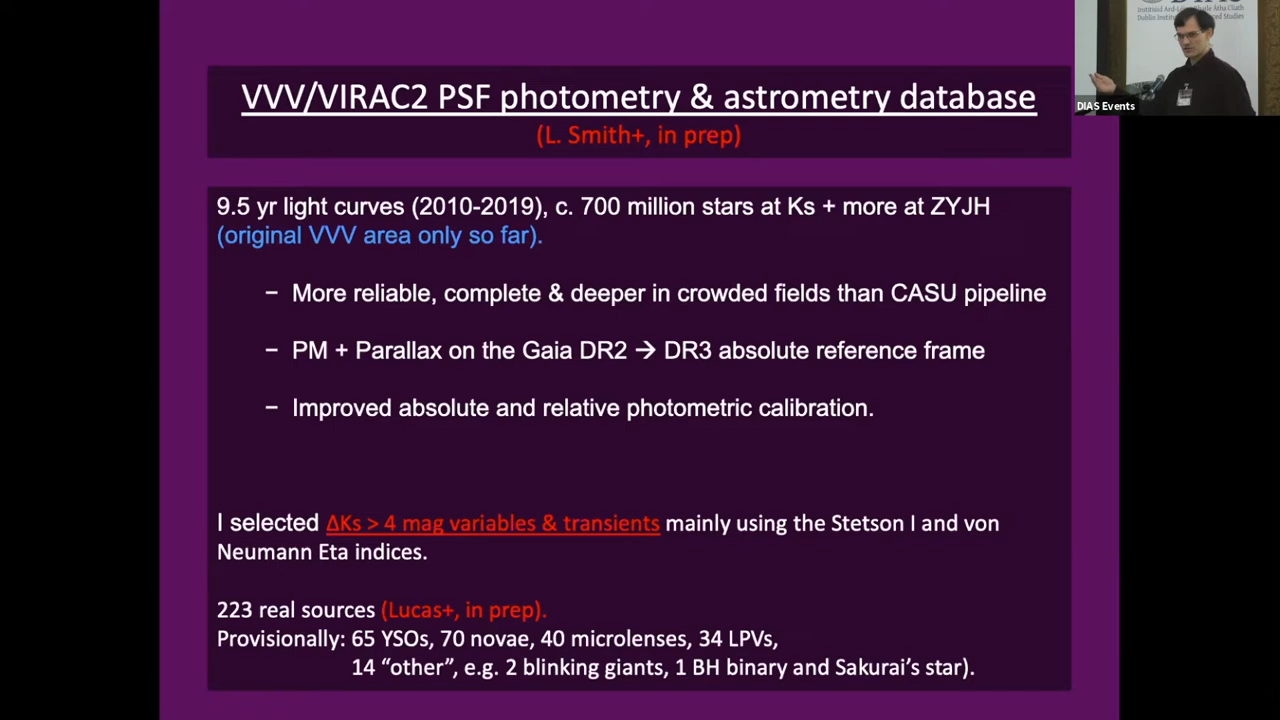 VVV/VIRAC2 PSF photometry & astrometry database
(L. Smith+, in prep)
9.5 yr light curves (2010-2019), c. 700 million stars at Ks + more at ZYJH
(original VVV area only so far).
– More reliable, complete & deeper in crowded fields than CASU pipeline
– PM + Parallax on the Gaia DR2 → DR3 absolute reference frame
– Improved absolute and relative photometric calibration.
I selected ΔKs > 4 mag variables & transients mainly using the Stetson I and von
Neumann Eta indices.
223 real sources (Lucas+, in prep).
Provisionally: 65 YSOs, 70 novae, 40 microlenses, 34 LPVs,
14 “other”, e.g. 2 blinking giants, 1 BH binary and Sakurai’s star).
DIAS Events